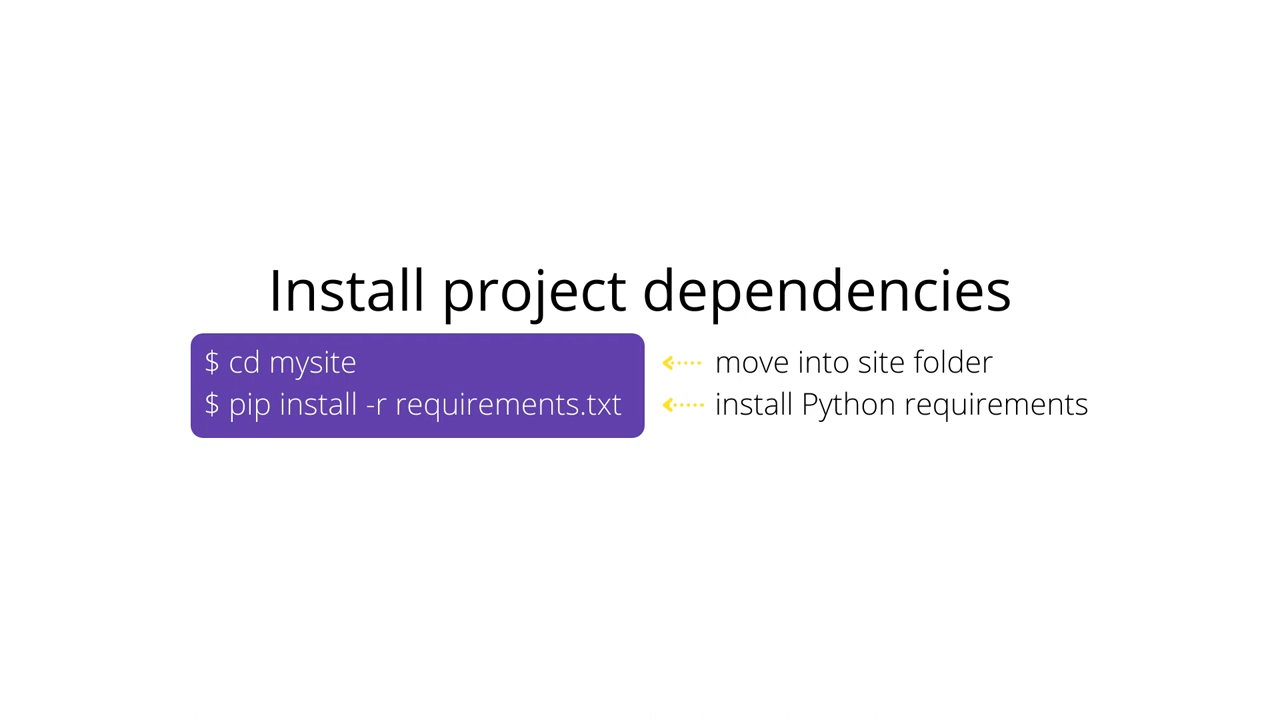 Install project dependencies
$ cd mysite
move into site folder
$ pip install -r requirements.txt
install Python requirements